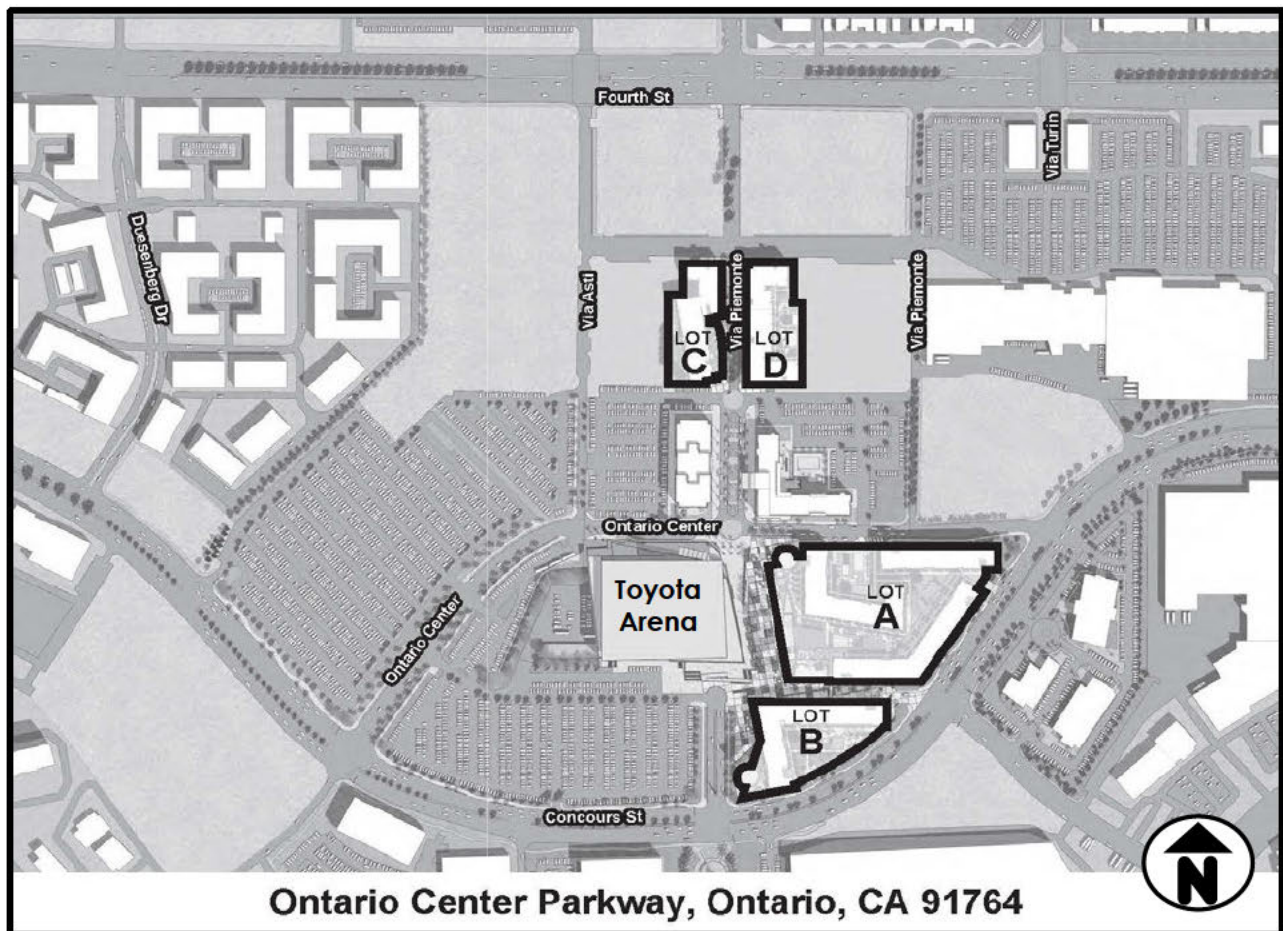 Fourth St
Via Turin
Duesenberg Dr
Via Asti
Via Piemonte
Via Piemonte
LOT
C
LOT
D
Ontario Center
Toyota
Arena
LOT
A
Ontario Center
LOT
B
Concours St
N
Ontario Center Parkway, Ontario, CA 91764